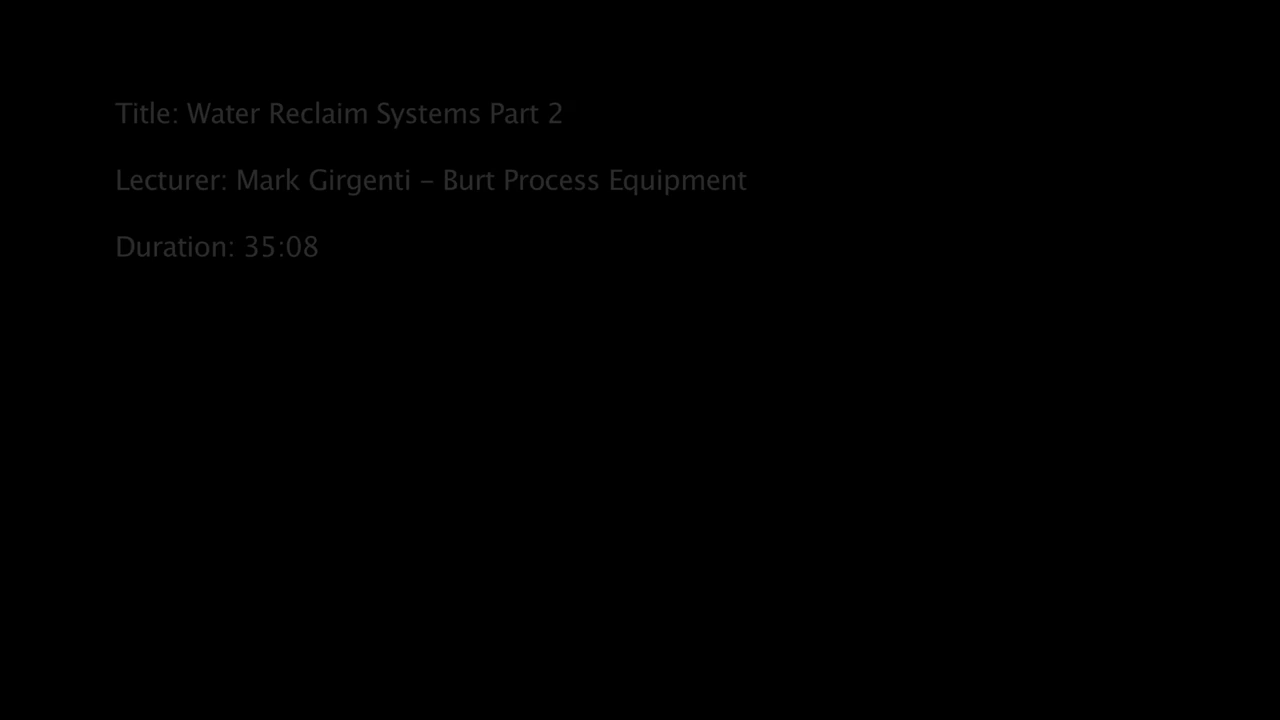 Title: Water Reclaim Systems Part 2
Lecturer: Mark Girgenti – Burt Process Equipment
Duration: 35:08